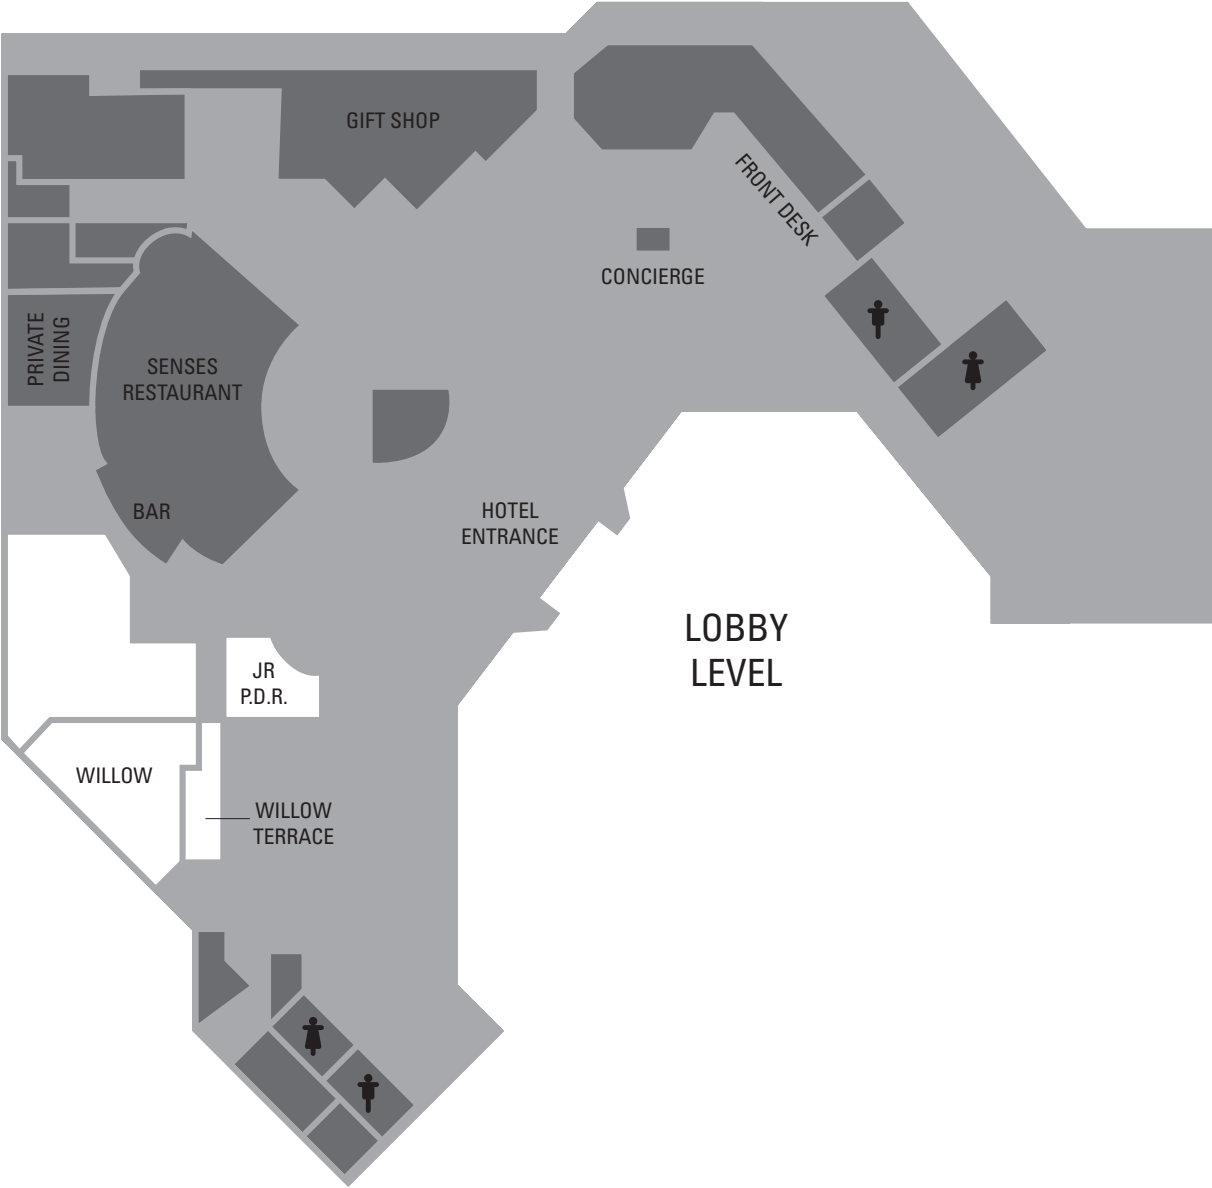 GIFT SHOP
FRONT DESK
CONCIERGE
PRIVATE
DINING
SENSES
RESTAURANT
BAR
HOTEL
ENTRANCE
LOBBY
LEVEL
JR
P.D.R.
WILLOW
WILLOW
TERRACE